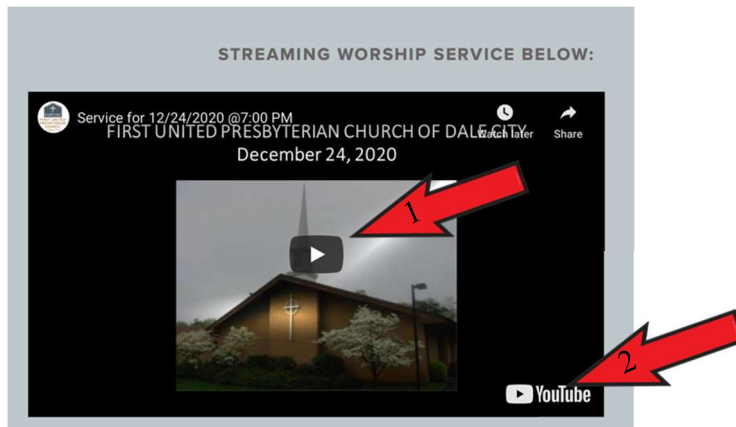 STREAMING WORSHIP SERVICE BELOW:
Service for 12/24/2020 @7:00 PM
FIRST UNITED PRESBYTERIAN CHURCH OF DALE CITY
Watch later
Share
December 24, 2020
1
2
YouTube